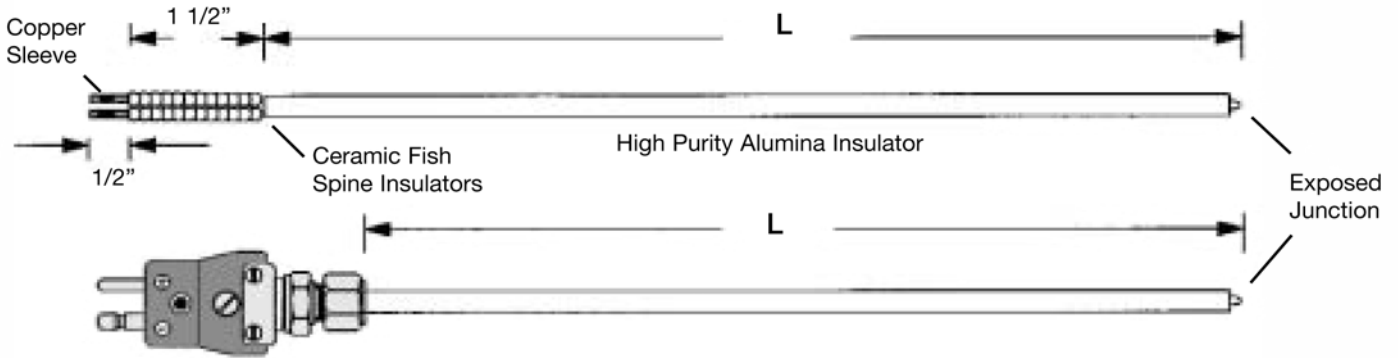 1 1/2”
L
Copper
Sleeve
High Purity Alumina Insulator
Ceramic Fish
Spine Insulators
1/2”
Exposed
Junction
L